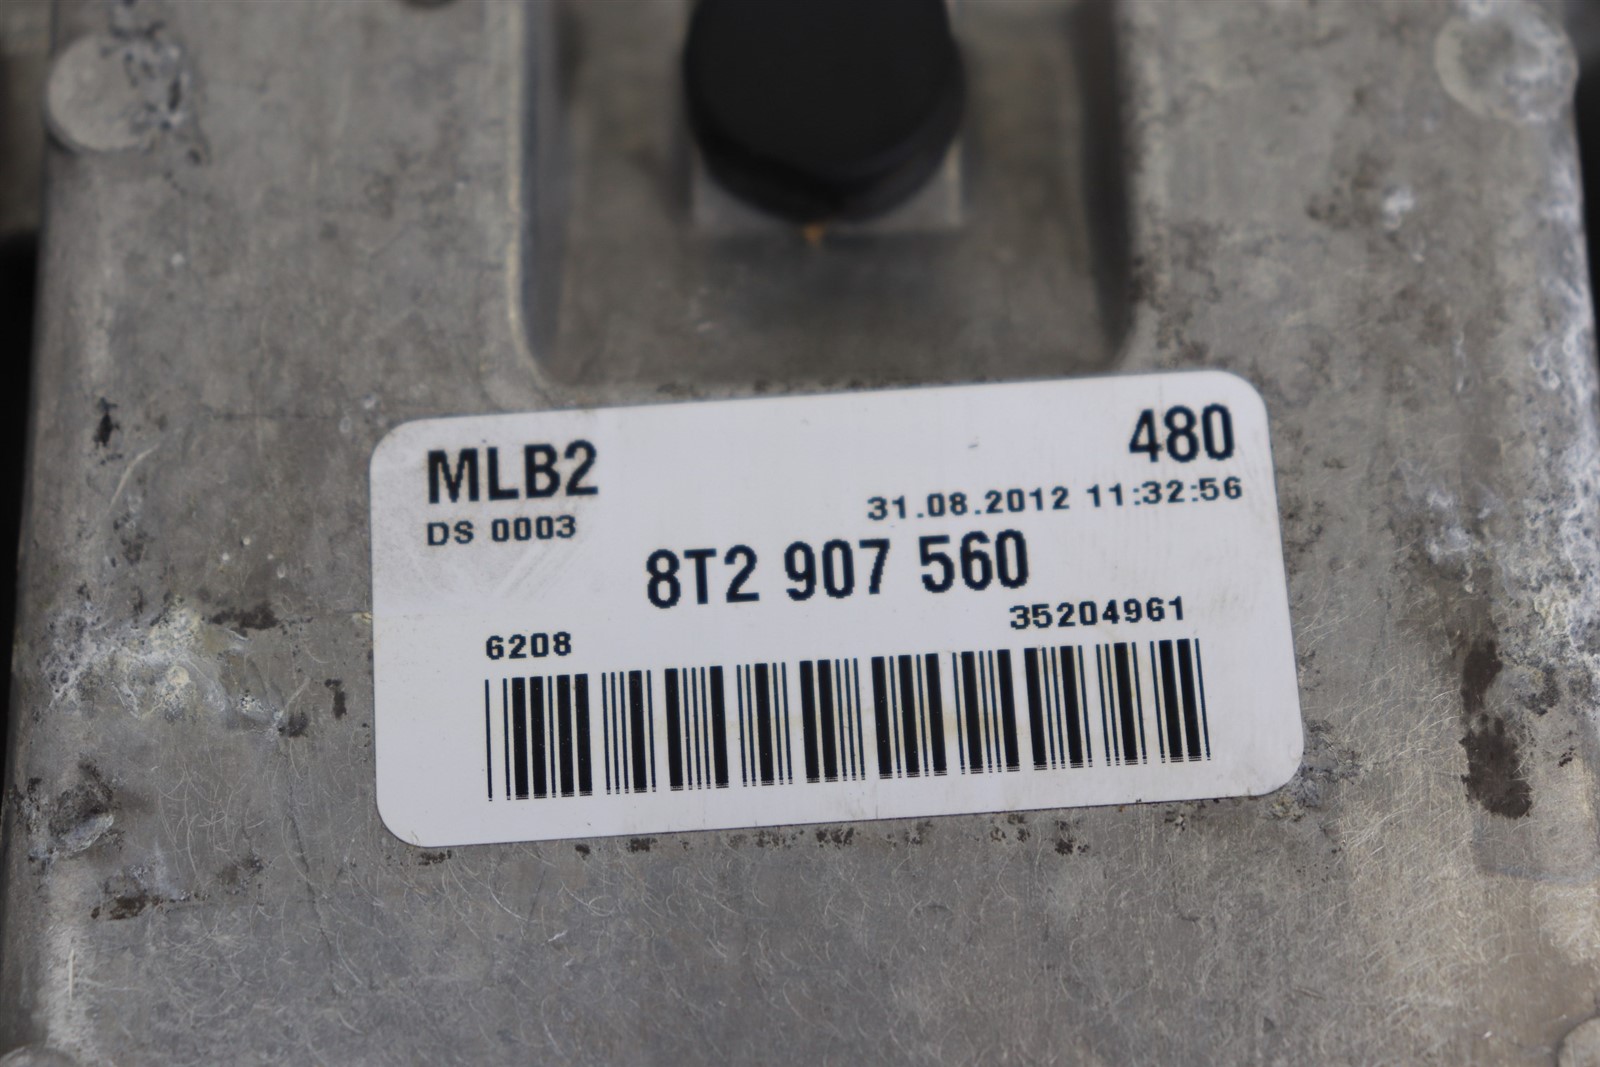 MLB2 480
DS 0003 31.08.2012 11:32:56
8T2 907 560
6208 35204961